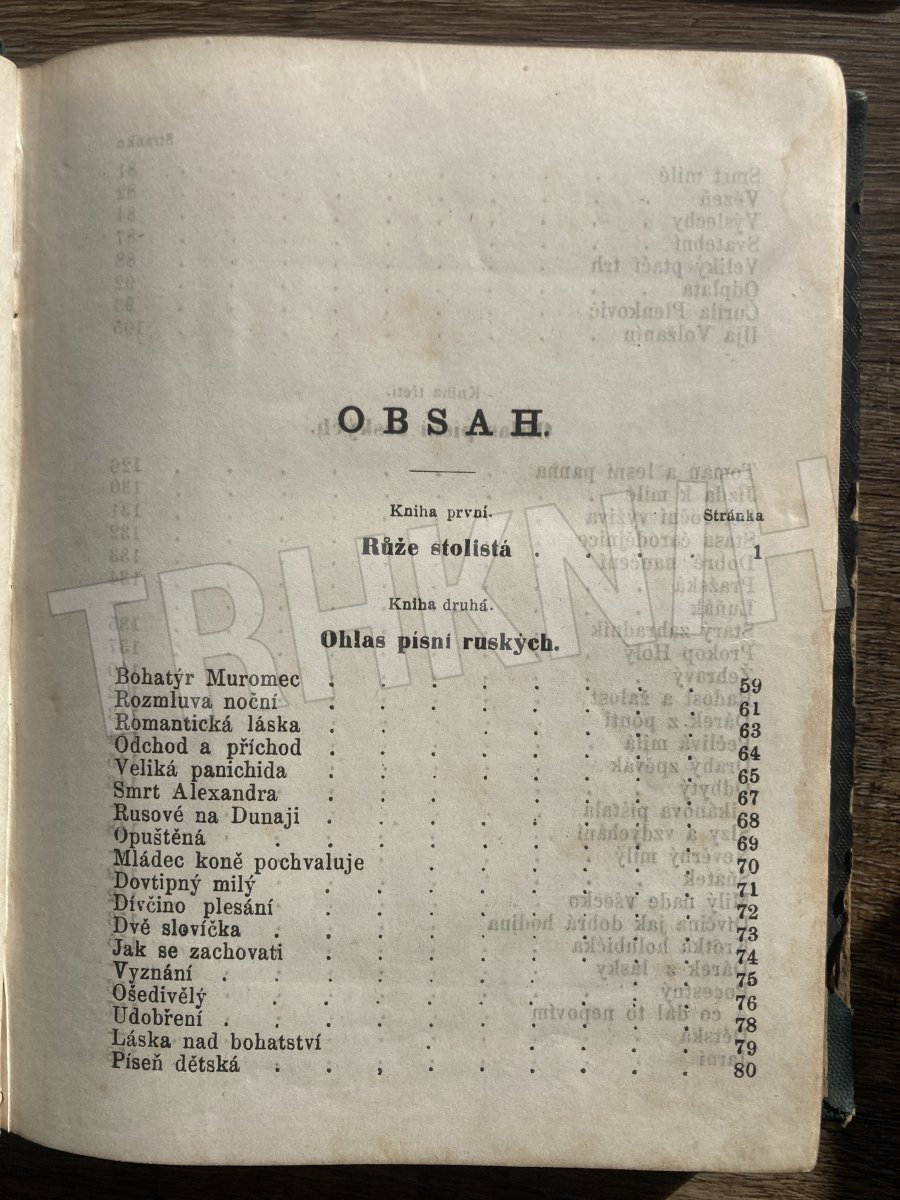 OBSAH.
Kniha první. Stránka
Růže stolistá . . . . 1
Kniha druhá.
Ohlas písní ruských.
Bohatýr Muromec . . . . . . . . 59
Rozmluva noční . . . . . . . . 61
Romantická láska . . . . . . . . 63
Odchod a příchod . . . . . . . . 64
Veliká panichida . . . . . . . . 65
Smrt Alexandra . . . . . . . . 67
Rusové na Dunaji . . . . . . . . 68
Opuštěná . . . . . . . . . 69
Mládec koně pochvaluje . . . . . . 70
Dovtipný milý . . . . . . . . 71
Dívčino plesání . . . . . . . . 72
Dvě slovíčka . . . . . . . . . 73
Jak se zachovati . . . . . . . . 74
Vyznání . . . . . . . . . . 75
Ošedivělý . . . . . . . . . 76
Udobření . . . . . . . . . . 78
Láska nad bohatství . . . . . . 79
Píseň dětská . . . . . . . . . 80
TRHKNIH